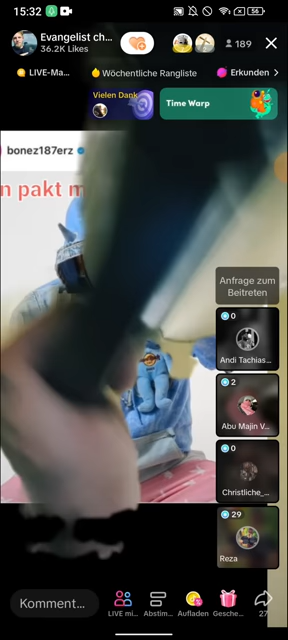 15:32
56
Evangelist ch...
36.2K Likes
189
LIVE-Ma...
Wöchentliche Rangliste
Erkunden
Vielen Dank
Time Warp
bonez187erz
n pakt m
Anfrage zum
Beitreten
0
Andi Tachias...
2
Abu Majin V...
0
Christliche_...
29
Reza
Komment...
LIVE mi...
Abstim...
Aufladen
Gesche...
27